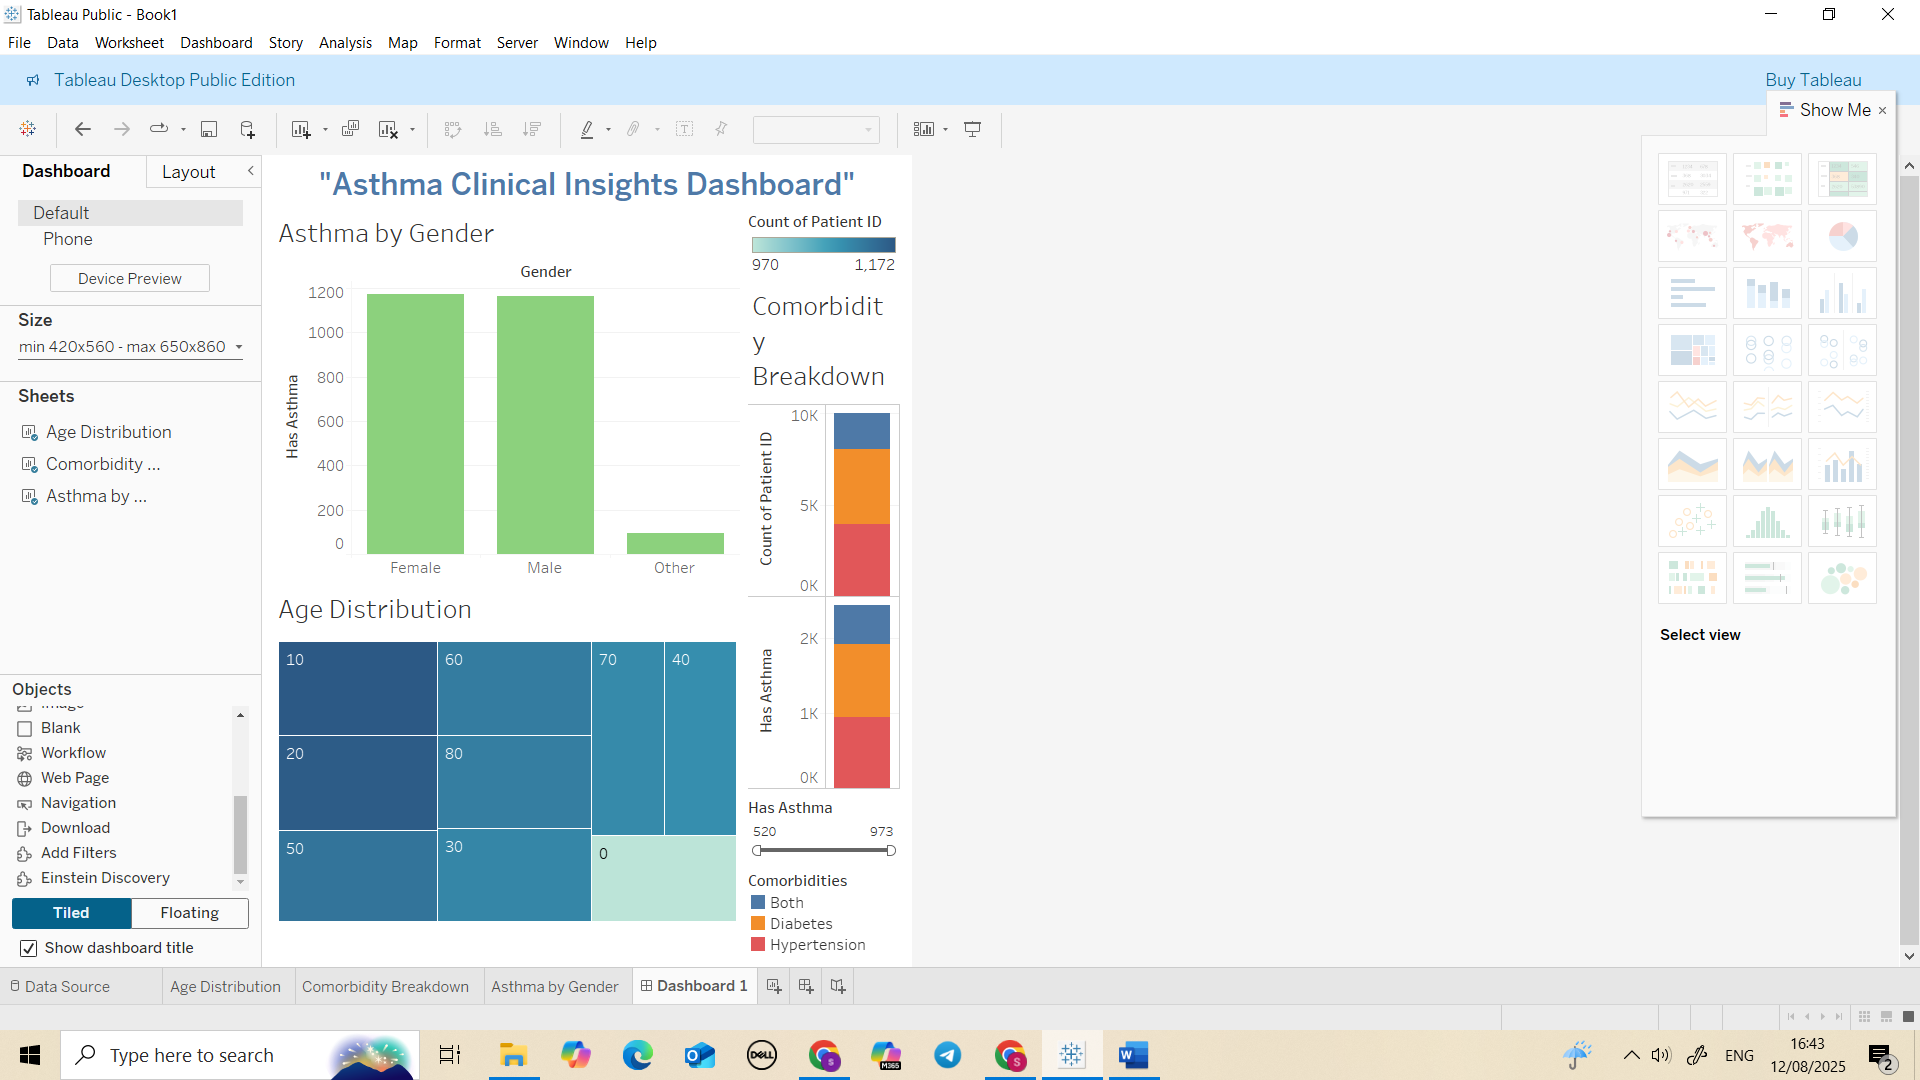 Tableau Public - Book1
File Data Worksheet Dashboard Story Analysis Map Format Server Window Help
Tableau Desktop Public Edition
Buy Tableau
Show Me
Dashboard Layout
Default
Phone
Device Preview
Size
min 420x560 - max 650x860
Sheets
Age Distribution
Comorbidity ...
Asthma by ...
Objects
Image
Blank
Workflow
Web Page
Navigation
Download
Add Filters
Einstein Discovery
Tiled Floating
Show dashboard title
"Asthma Clinical Insights Dashboard"
Asthma by Gender
Gender
Has Asthma
1200
1000
800
600
400
200
0
Female Male Other
Age Distribution
10
20
50
60
80
30
70
40
0
Count of Patient ID
970 1,172
Comorbidit
y
Breakdown
Count of Patient ID
10K
5K
0K
Has Asthma
2K
1K
0K
Has Asthma
520 973
Comorbidities
Both
Diabetes
Hypertension
Select view
Data Source Age Distribution Comorbidity Breakdown Asthma by Gender Dashboard 1
Type here to search
DELL
M365
ENG
16:43
12/08/2025
2